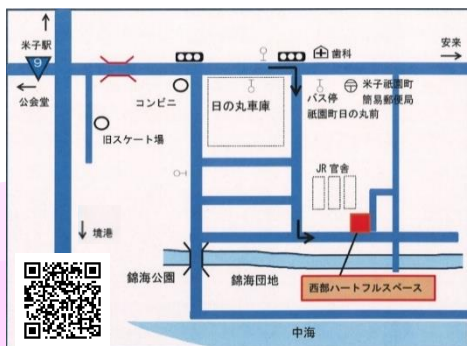 米子駅
9
公会堂
歯科
安来
コンビニ
旧スケート場
日の丸車庫
バス停
祇園町日の丸前
米子祇園町
簡易郵便局
JR官舎
境港
錦海公園
錦海団地
西部ハートフルスペース
中海